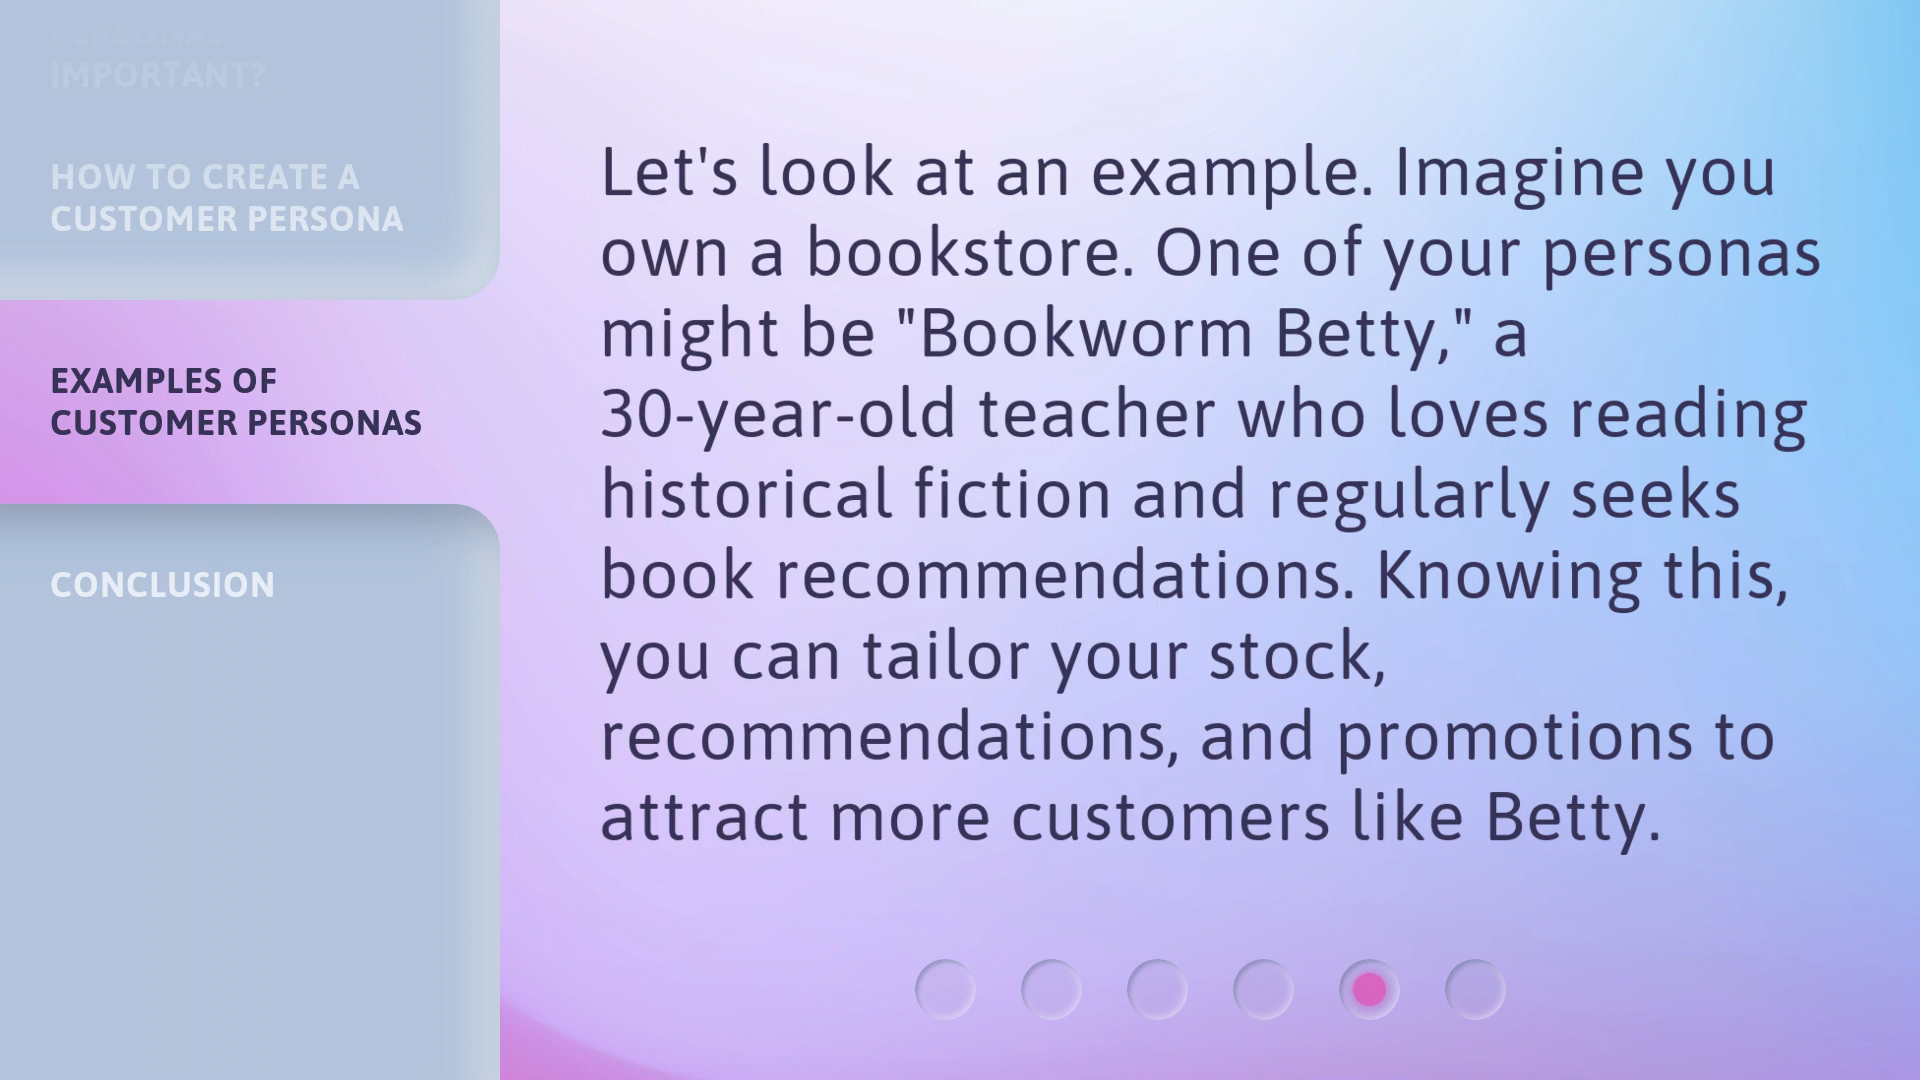 PERSONAS
IMPORTANT?
HOW TO CREATE A
CUSTOMER PERSONA
EXAMPLES OF
CUSTOMER PERSONAS
CONCLUSION
Let's look at an example. Imagine you
own a bookstore. One of your personas
might be "Bookworm Betty," a
30-year-old teacher who loves reading
historical fiction and regularly seeks
book recommendations. Knowing this,
you can tailor your stock,
recommendations, and promotions to
attract more customers like Betty.